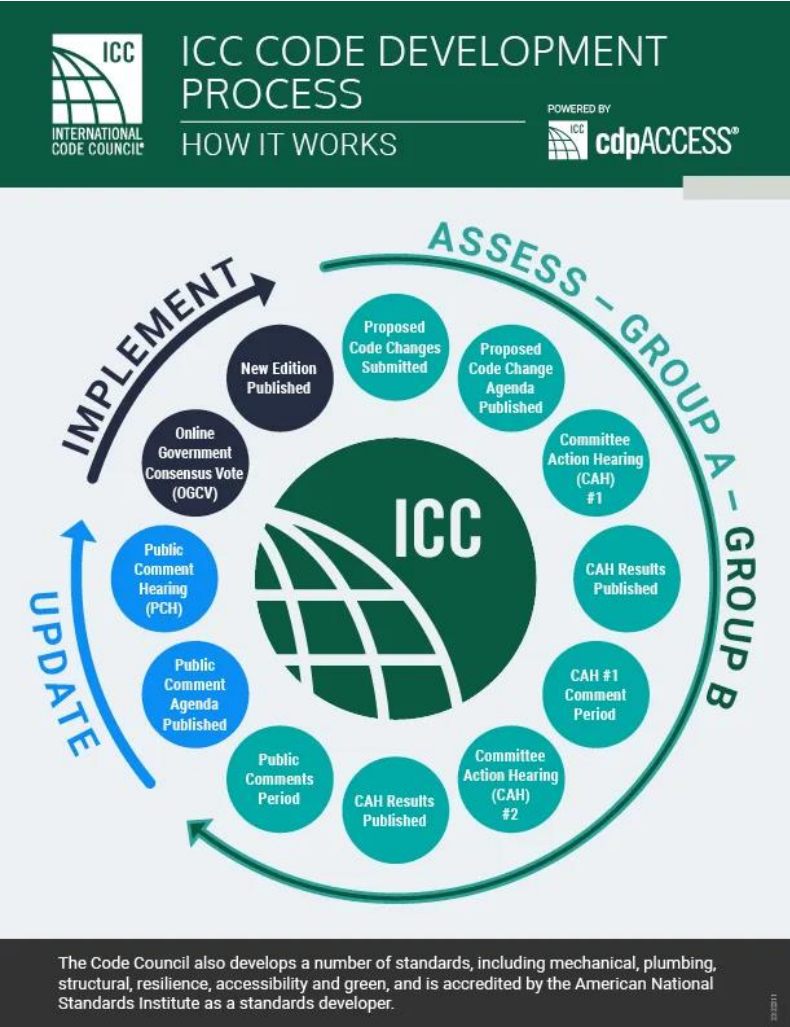 ICC
INTERNATIONAL
CODE COUNCIL®
ICC CODE DEVELOPMENT
PROCESS
HOW IT WORKS
POWERED BY
ICC
cdpACCESS®
ASSESS – GROUP A – GROUP B
IMPLEMENT
UPDATE
Proposed
Code Changes
Submitted
Proposed
Code Change
Agenda
Published
Committee
Action Hearing
(CAH)
#1
CAH Results
Published
CAH #1
Comment
Period
Committee
Action Hearing
(CAH)
#2
CAH Results
Published
Public
Comments
Period
Public
Comment
Agenda
Published
Public
Comment
Hearing
(PCH)
Online
Government
Consensus Vote
(OGCV)
New Edition
Published
ICC
The Code Council also develops a number of standards, including mechanical, plumbing,
structural, resilience, accessibility and green, and is accredited by the American National
Standards Institute as a standards developer.